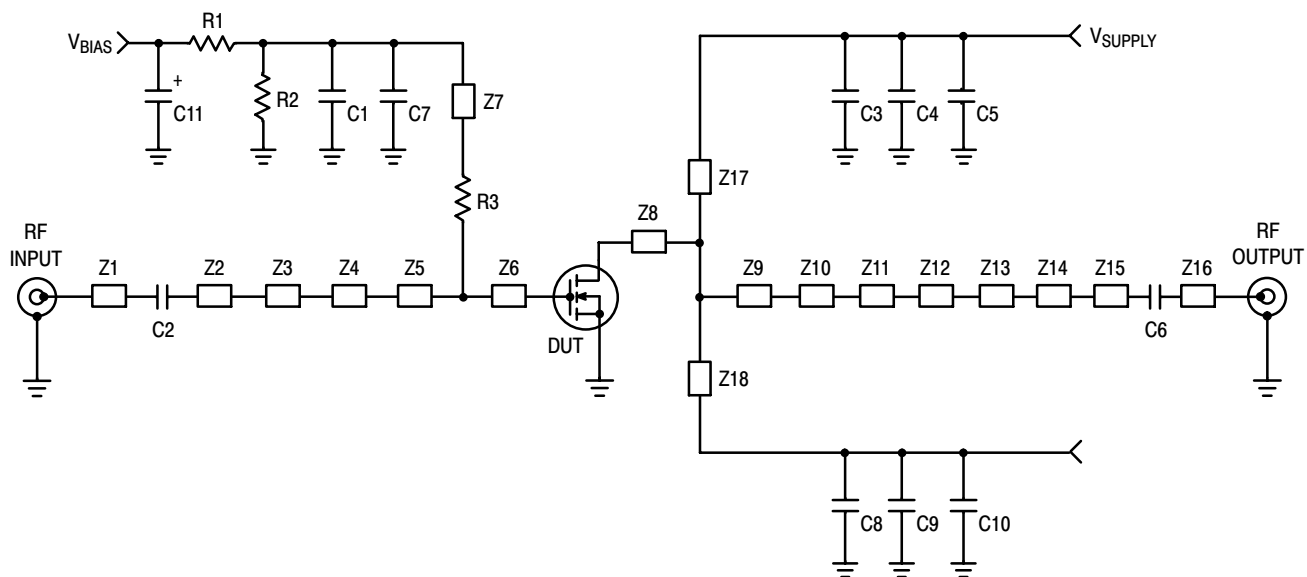 R1
VBIAS
+
C11
R2
C1
C7
Z7
R3
C3
C4
C5
VSUPPLY
Z17
Z8
RF
INPUT
Z1
C2
Z2
Z3
Z4
Z5
Z6
DUT
Z9
Z10
Z11
Z12
Z13
Z14
Z15
C6
Z16
RF
OUTPUT
Z18
C8
C9
C10